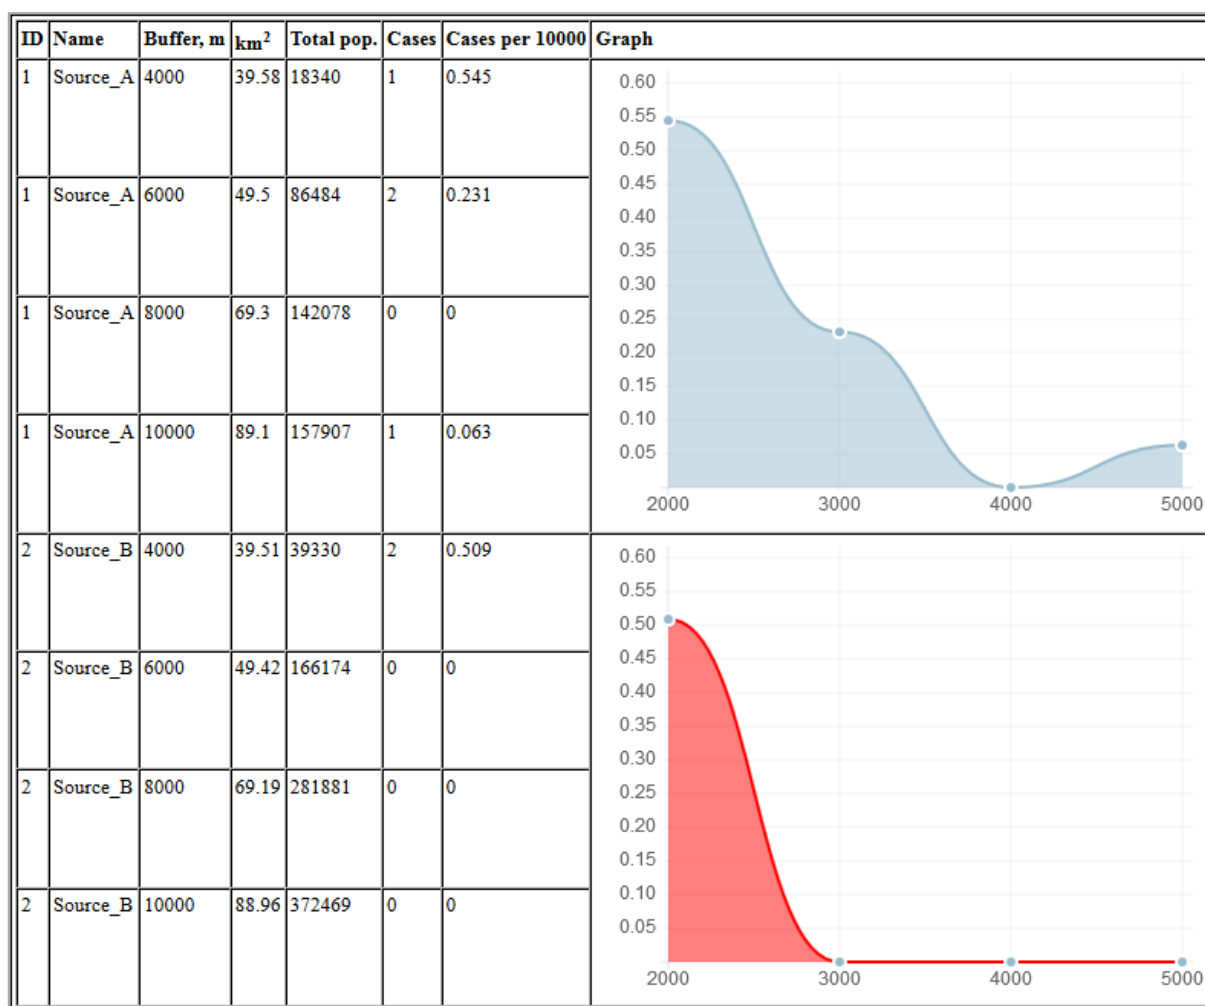 ID Name Buffer, m km² Total pop. Cases Cases per 10000 Graph
1 Source_A 4000 39.58 18340 1 0.545
1 Source_A 6000 49.5 86484 2 0.231
1 Source_A 8000 69.3 142078 0 0
1 Source_A 10000 89.1 157907 1 0.063
0.60
0.55
0.50
0.45
0.40
0.35
0.30
0.25
0.20
0.15
0.10
0.05
2000 3000 4000 5000
2 Source_B 4000 39.51 39330 2 0.509
2 Source_B 6000 49.42 166174 0 0
2 Source_B 8000 69.19 281881 0 0
2 Source_B 10000 88.96 372469 0 0
0.60
0.55
0.50
0.45
0.40
0.35
0.30
0.25
0.20
0.15
0.10
0.05
2000 3000 4000 5000